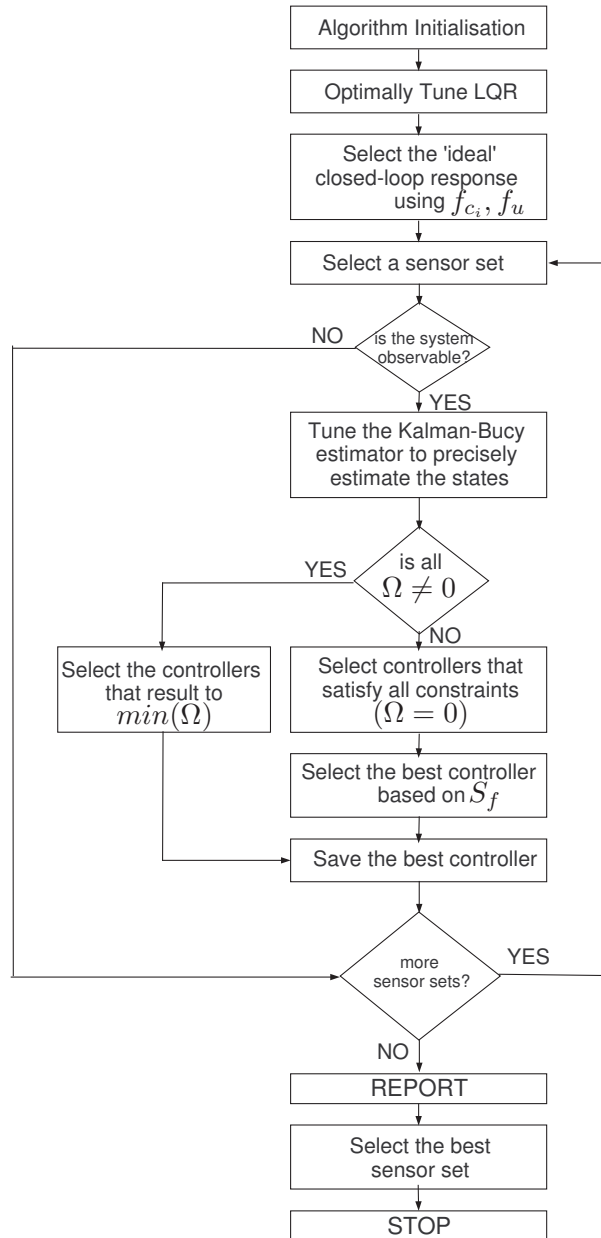 Algorithm Initialisation
Optimally Tune LQR
Select the 'ideal'
closed-loop response
using f_{c_i}, f_u
Select a sensor set
NO
is the system
observable?
YES
Tune the Kalman-Bucy
estimator to precisely
estimate the states
YES
is all
Ω ≠ 0
NO
Select the controllers
that result to
min(Ω)
Select controllers that
satisfy all constraints
(Ω = 0)
Select the best controller
based on S_f
Save the best controller
more
sensor sets?
YES
NO
REPORT
Select the best
sensor set
STOP